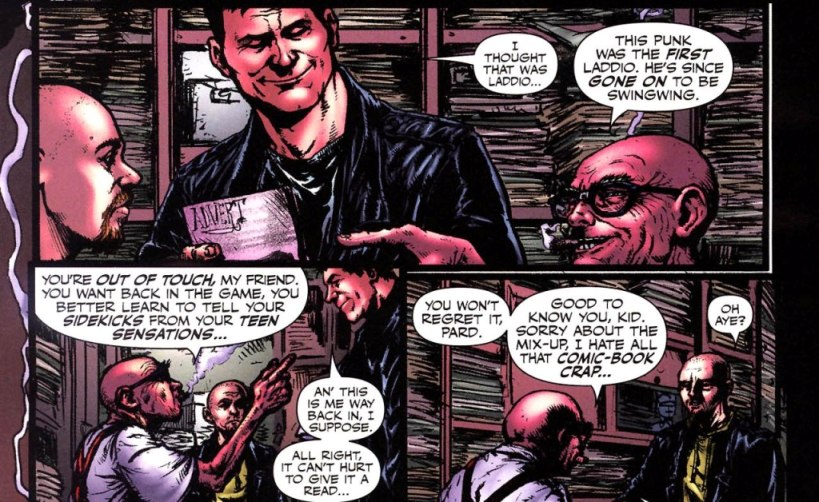 I
THOUGHT
THAT WAS
LADDIO...
THIS PUNK
WAS THE FIRST
LADDIO. HE'S SINCE
GONE ON TO BE
SWINGWING.
ADVERT
YOU'RE OUT OF TOUCH, MY FRIEND.
YOU WANT BACK IN THE GAME, YOU
BETTER LEARN TO TELL YOUR
SIDEKICKS FROM YOUR TEEN
SENSATIONS...
AN' THIS
IS ME WAY
BACK IN, I
SUPPOSE.
ALL RIGHT,
IT CAN'T HURT
TO GIVE IT A
READ...
YOU WON'T
REGRET IT,
PARD.
GOOD TO
KNOW YOU, KID.
SORRY ABOUT THE
MIX-UP, I HATE ALL
THAT COMIC-BOOK
CRAP...
OH
AYE?